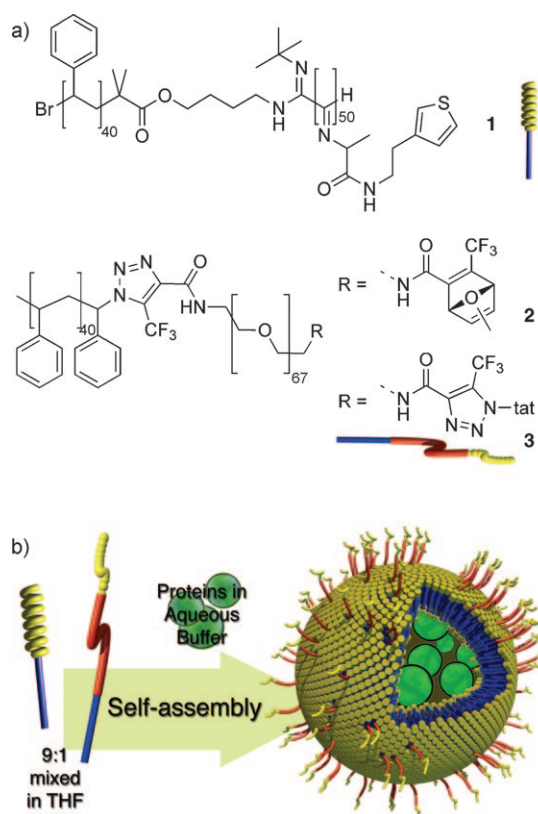 a)
Br
40
O
O
N
H
N
H
50
N
O
N
H
S
1
40
N=N
N
CF3
O
N
H
O
67
R
R =
N
H
O
CF3
O
2
R =
N
H
O
CF3
N
N=N
tat
3
b)
Proteins in
Aqueous
Buffer
Self-assembly
9:1
mixed
in THF